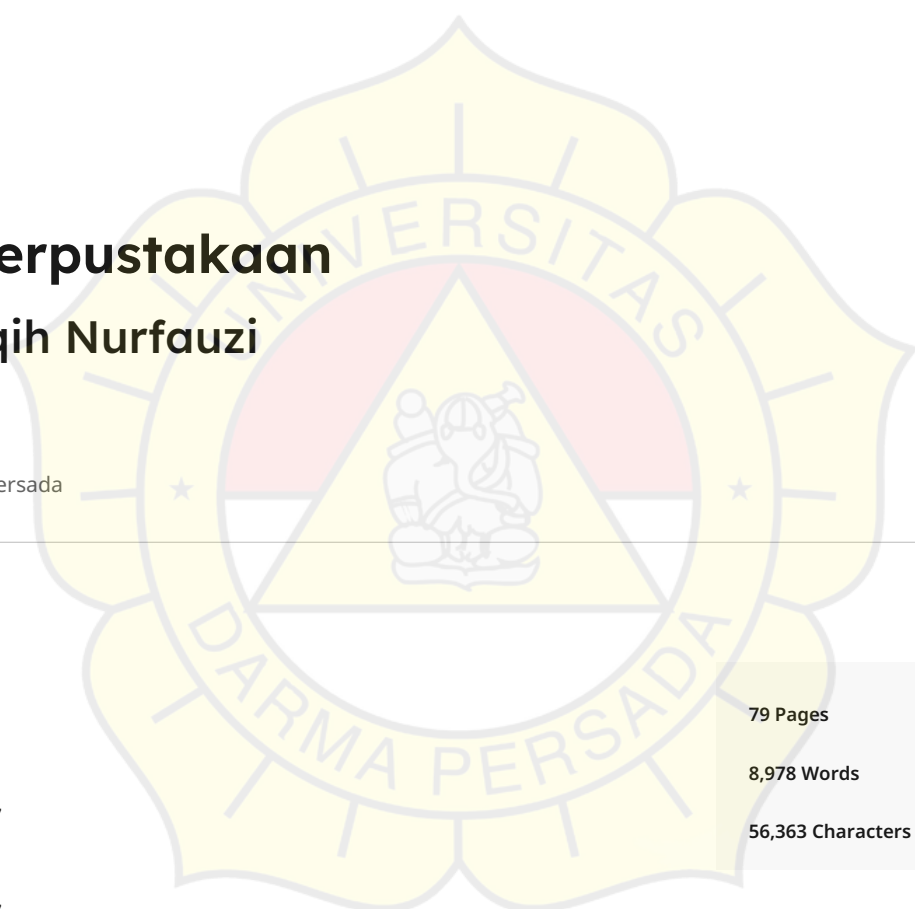 erpustakaan
qih Nurfauzi
ersada
UNIVERSITAS
DARMA PERSADA
79 Pages
8,978 Words
56,363 Characters